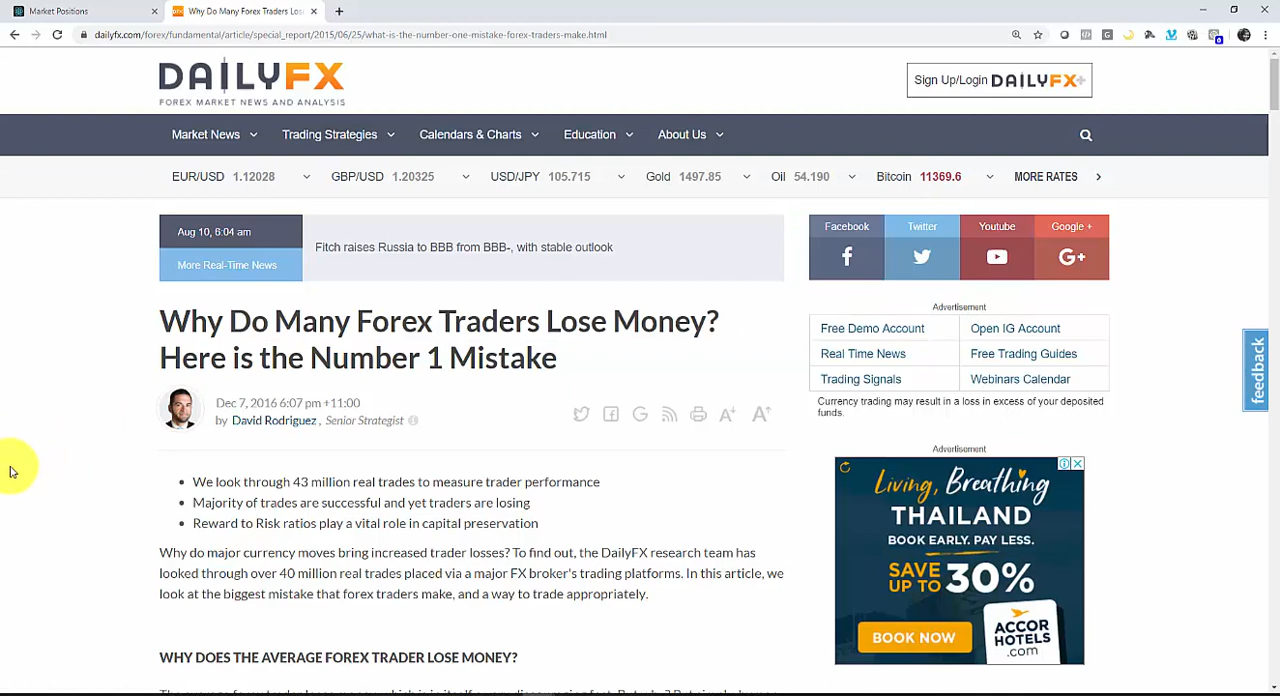 Market Positions
Why Do Many Forex Traders Los
dailyfx.com/forex/fundamental/article/special_report/2015/06/25/what-is-the-number-one-mistake-forex-traders-make.html
DAILYFX
FOREX MARKET NEWS AND ANALYSIS
Sign Up/Login DAILYFX+
Market News
Trading Strategies
Calendars & Charts
Education
About Us
EUR/USD 1.12028
GBP/USD 1.20325
USD/JPY 105.715
Gold 1497.85
Oil 54.190
Bitcoin 11369.6
MORE RATES
Aug 10, 6:04 am
More Real-Time News
Fitch raises Russia to BBB from BBB-, with stable outlook
Facebook
Twitter
Youtube
Google +
G+
Why Do Many Forex Traders Lose Money?
Here is the Number 1 Mistake
Dec 7, 2016 6:07 pm +11:00
by David Rodriguez , Senior Strategist
G
A+
A
Advertisement
Free Demo Account
Open IG Account
Real Time News
Free Trading Guides
Trading Signals
Webinars Calendar
Currency trading may result in a loss in excess of your deposited
funds.
feedback
• We look through 43 million real trades to measure trader performance
• Majority of trades are successful and yet traders are losing
• Reward to Risk ratios play a vital role in capital preservation
Why do major currency moves bring increased trader losses? To find out, the DailyFX research team has
looked through over 40 million real trades placed via a major FX broker's trading platforms. In this article, we
look at the biggest mistake that forex traders make, and a way to trade appropriately.
WHY DOES THE AVERAGE FOREX TRADER LOSE MONEY?
Advertisement
Living, Breathing
THAILAND
BOOK EARLY. PAY LESS.
SAVE
UP TO 30%
BOOK NOW
ACCOR
HOTELS
.com